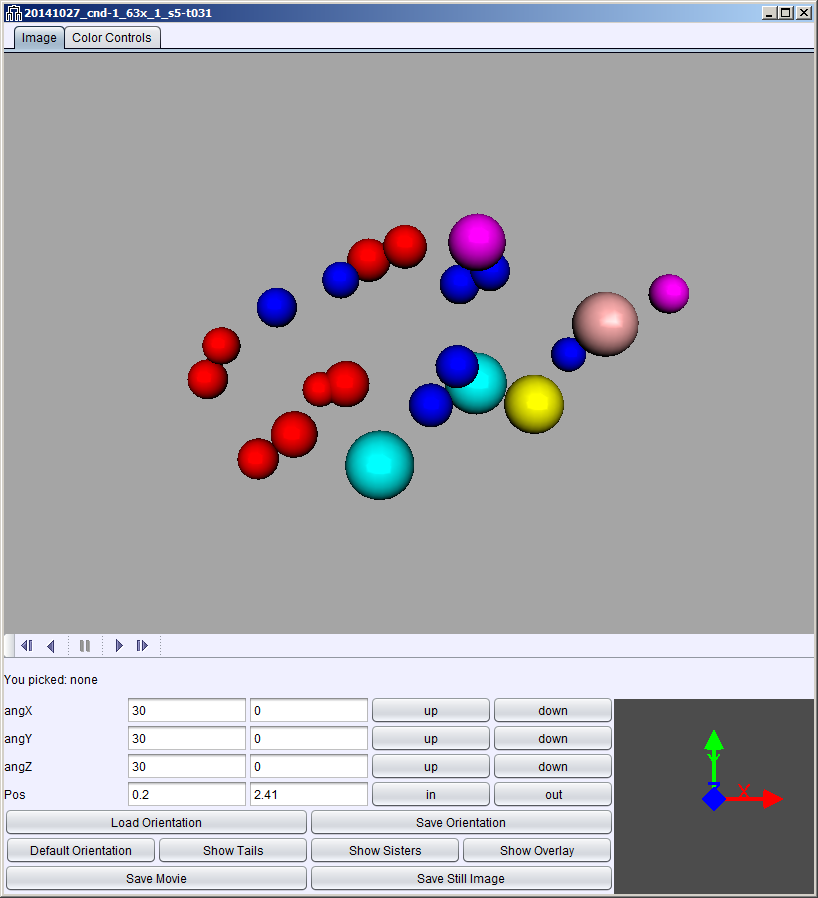 20141027_cnd-1_63x_1_s5-t031
Image Color Controls
You picked: none
angX 30 0 up down
angY 30 0 up down
angZ 30 0 up down
Pos 0.2 2.41 in out
Load Orientation Save Orientation
Default Orientation Show Tails Show Sisters Show Overlay
Save Movie Save Still Image
Y
Z X